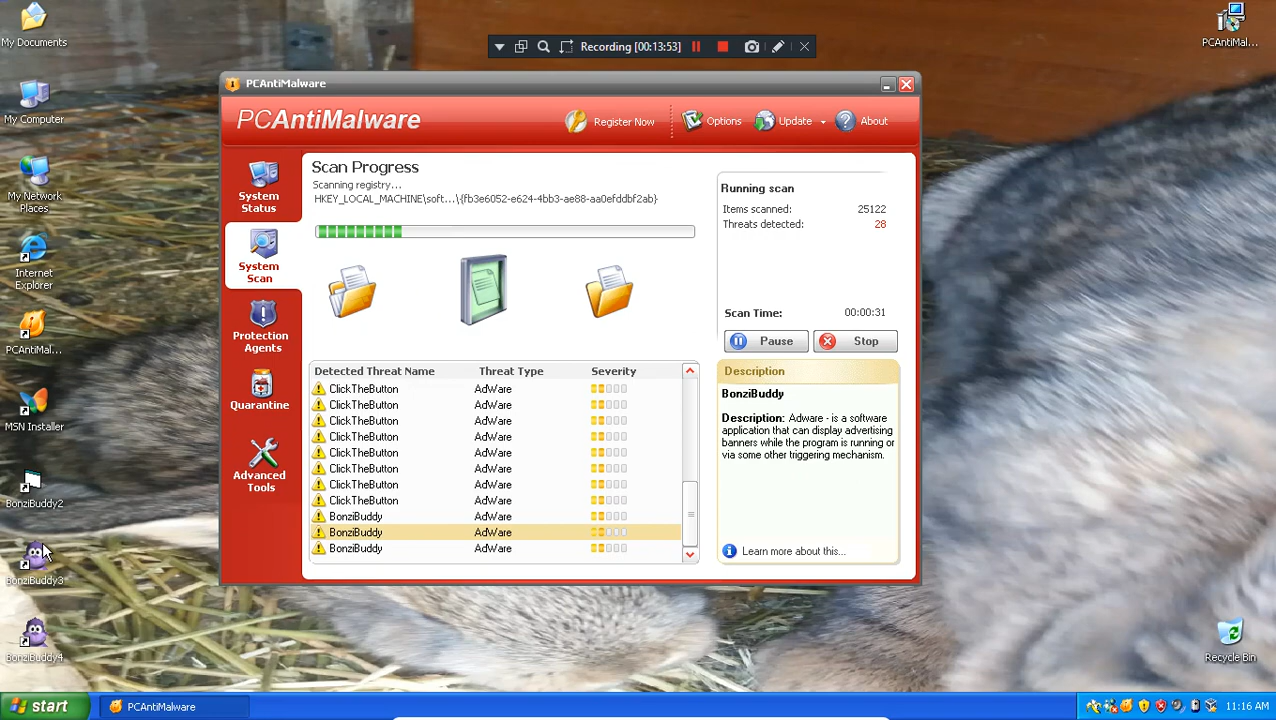 My Documents
My Computer
My Network
Places
Internet
Explorer
PCAntiMal...
MSN Installer
BonziBuddy2
BonziBuddy3
BonziBuddy4
Recording [00:13:53]
PCAntiMal...
PCAntiMalware
PCAntiMalware
Register Now
Options
Update
About
System
Status
System
Scan
Protection
Agents
Quarantine
Advanced
Tools
Scan Progress
Scanning registry...
HKEY_LOCAL_MACHINE\soft...\{fb3e6052-e624-4bb3-ae88-aa0efddbf2ab}
Running scan
Items scanned: 25122
Threats detected: 28
Scan Time: 00:00:31
Pause
Stop
Detected Threat Name Threat Type Severity
ClickTheButton AdWare
ClickTheButton AdWare
ClickTheButton AdWare
ClickTheButton AdWare
ClickTheButton AdWare
ClickTheButton AdWare
ClickTheButton AdWare
ClickTheButton AdWare
BonziBuddy AdWare
BonziBuddy AdWare
BonziBuddy AdWare
Description
BonziBuddy
Description: Adware - is a software
application that can display advertising
banners while the program is running or
via some other triggering mechanism.
Learn more about this...
Recycle Bin
start
PCAntiMalware
11:16 AM